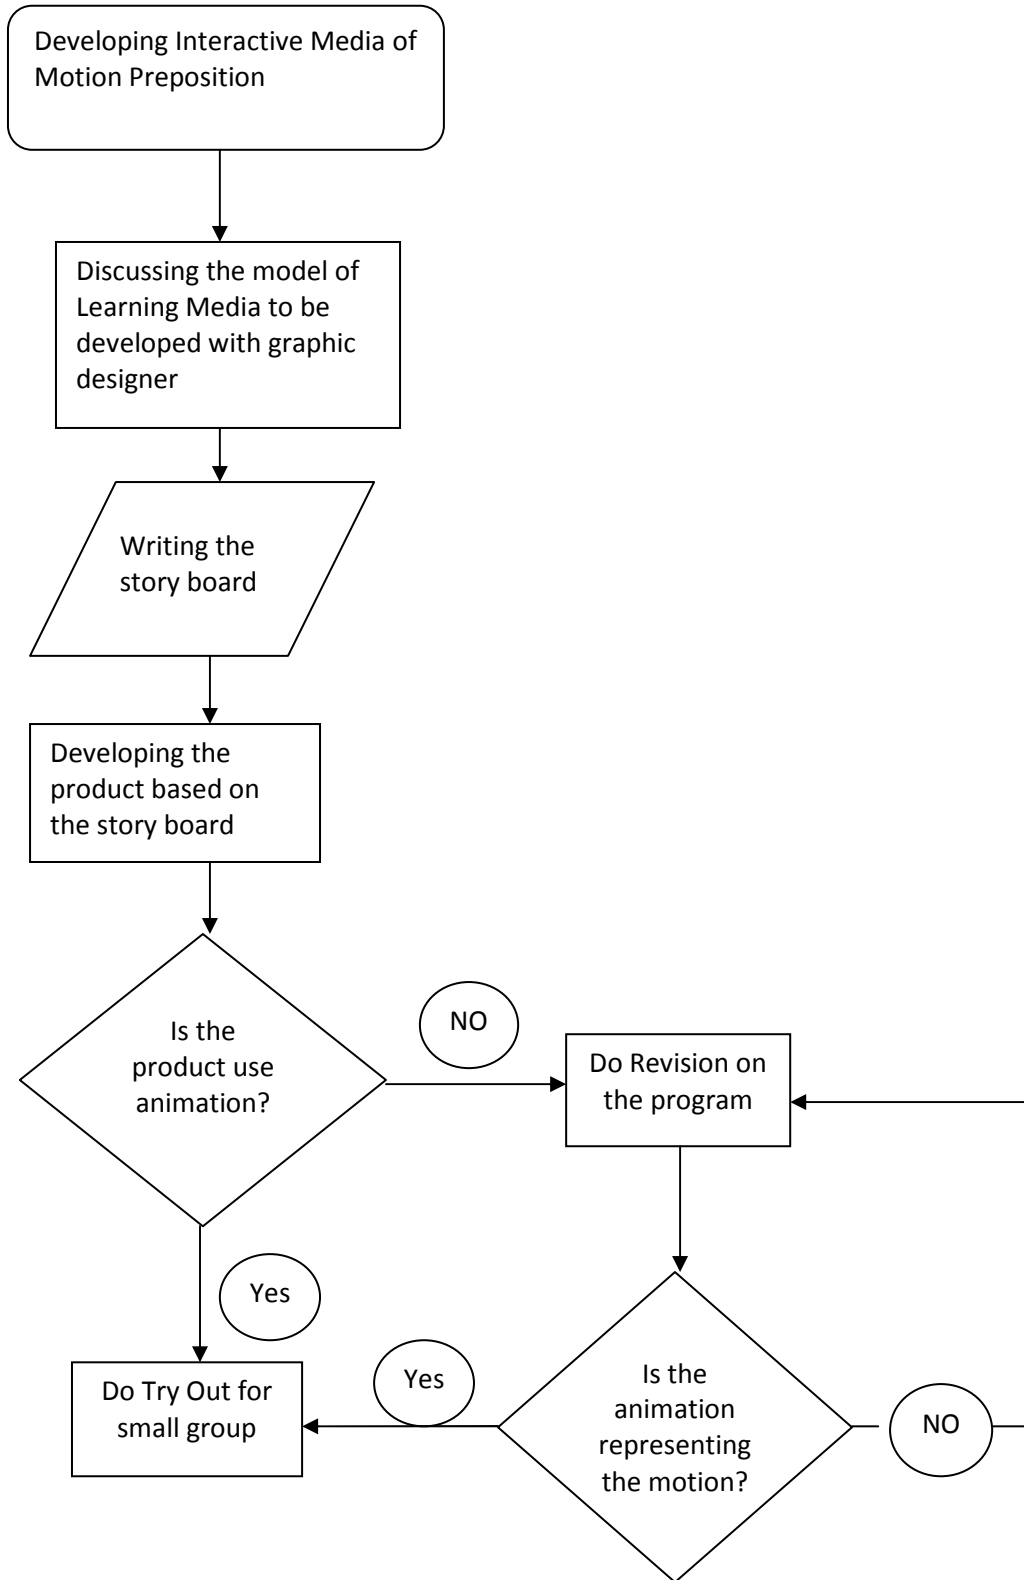 Developing Interactive Media of
Motion Preposition
Discussing the model of
Learning Media to be
developed with graphic
designer
Writing the
story board
Developing the
product based on
the story board
Is the
product use
animation?
NO
Do Revision on
the program
Yes
Do Try Out for
small group
Yes
Is the
animation
representing
the motion?
NO